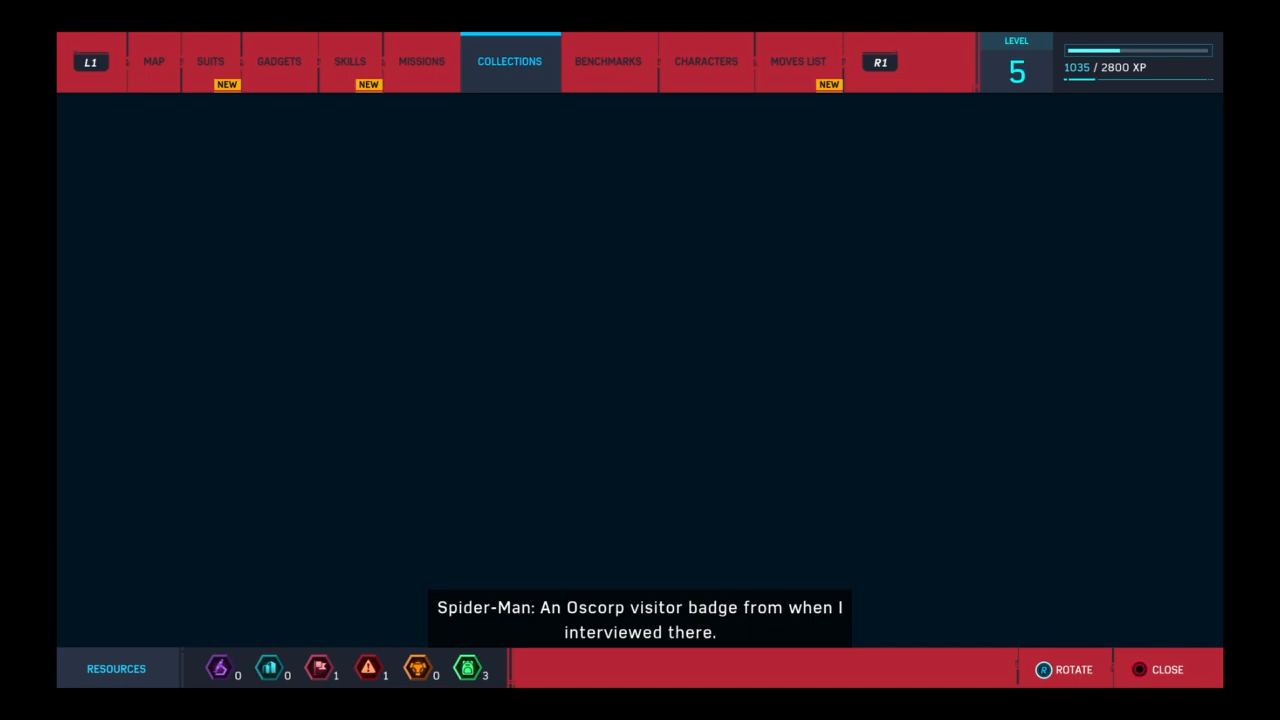 L1 MAP SUITS GADGETS SKILLS MISSIONS COLLECTIONS BENCHMARKS CHARACTERS MOVES LIST R1
NEW NEW NEW
LEVEL
5
1035 / 2800 XP
Spider-Man: An Oscorp visitor badge from when I
interviewed there.
RESOURCES 0 0 1 1 0 3 R ROTATE CLOSE